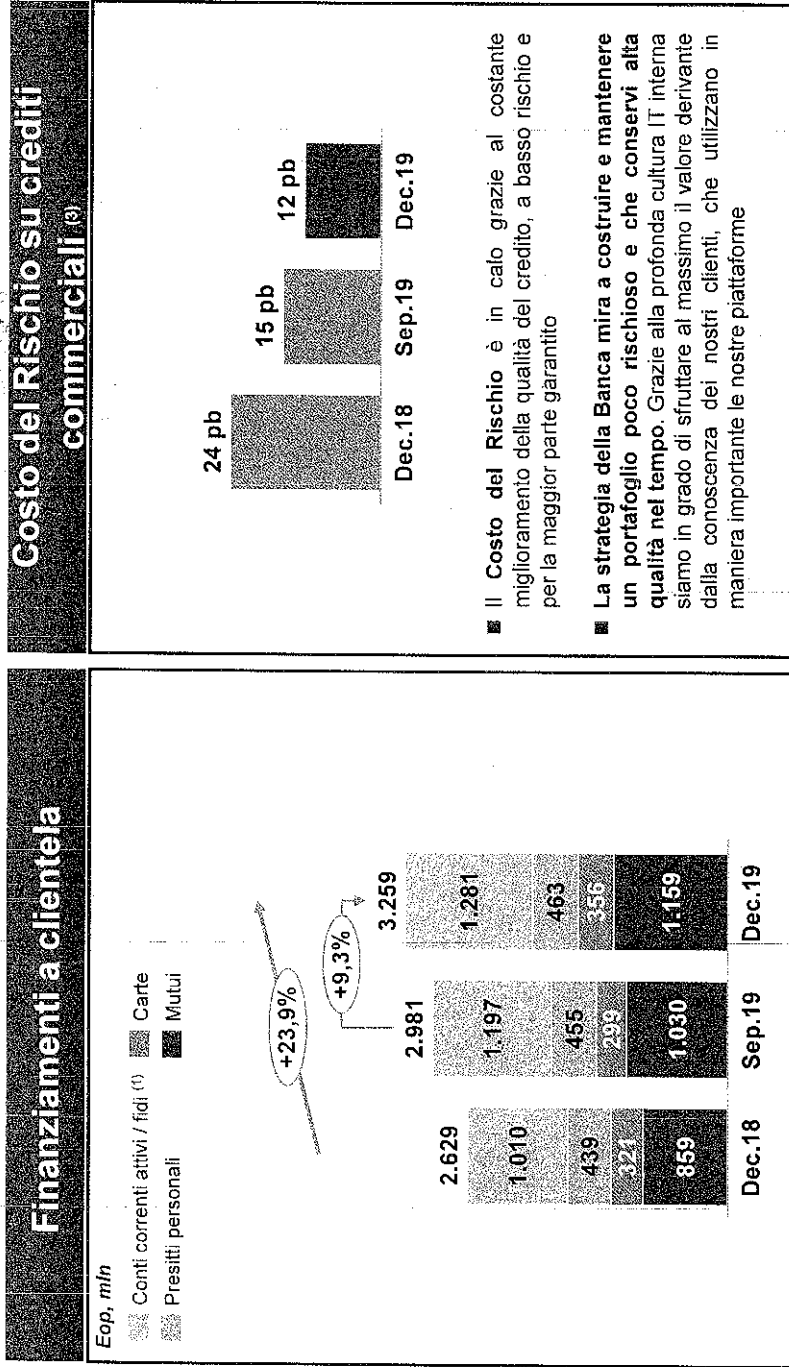 Finanziamenti a clientela
Eop, mln
Conti correnti attivi / fidi (1)
Carte
Presitti personali
Mutui
+23,9%
+9,3%
2.629
2.981
3.259
1.010
1.197
1.281
439
455
463
321
299
356
859
1.030
1.159
Dec.18
Sep.19
Dec.19
Costo del Rischio su crediti
commerciali (3)
24 pb
15 pb
12 pb
Dec.18
Sep.19
Dec.19
■ Il Costo del Rischio è in calo grazie al costante
miglioramento della qualità del credito, a basso rischio e
per la maggior parte garantito
■ La strategia della Banca mira a costruire e mantenere
un portafoglio poco rischioso e che conservi alta
qualità nel tempo. Grazie alla profonda cultura IT interna
siamo in grado di sfruttare al massimo il valore derivante
dalla conoscenza dei nostri clienti, che utilizzano in
maniera importante le nostre piattaforme